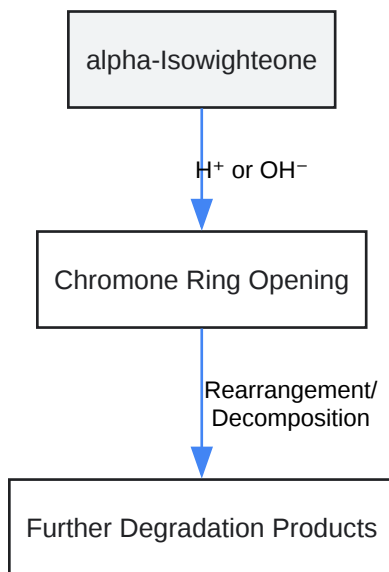 alpha-Isowighteone
H⁺ or OH⁻
Chromone Ring Opening
Rearrangement/
Decomposition
Further Degradation Products